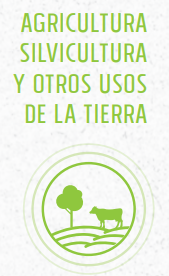 AGRICULTURA
SILVICULTURA
Y OTROS USOS
DE LA TIERRA